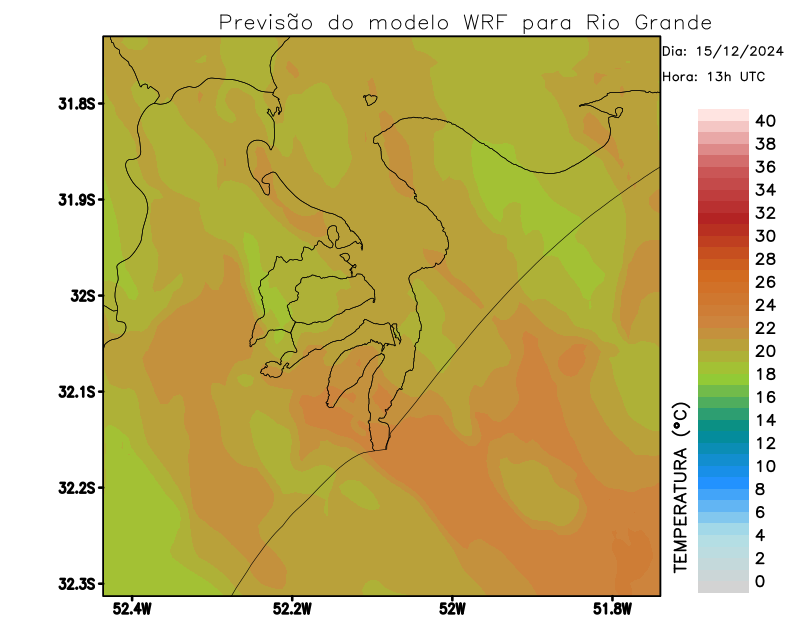 Previsão do modelo WRF para Rio Grande
Dia: 15/12/2024
Hora: 13h UTC
31.8S
31.9S
32S
32.1S
32.2S
32.3S
52.4W
52.2W
52W
51.8W
TEMPERATURA (°C)
40
38
36
34
32
30
28
26
24
22
20
18
16
14
12
10
8
6
4
2
0